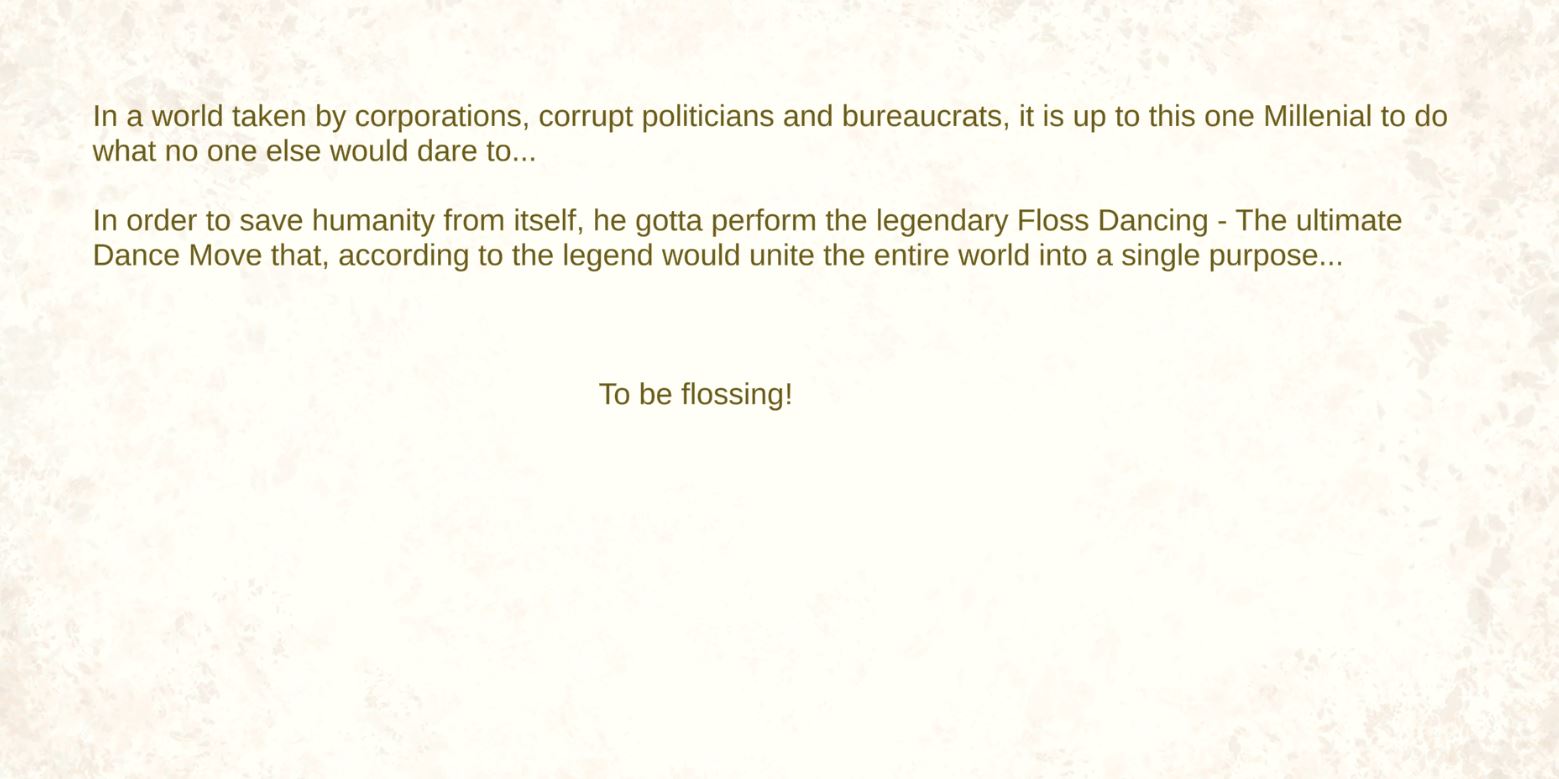 In a world taken by corporations, corrupt politicians and bureaucrats, it is up to this one Millenial to do
what no one else would dare to...
In order to save humanity from itself, he gotta perform the legendary Floss Dancing - The ultimate
Dance Move that, according to the legend would unite the entire world into a single purpose...
To be flossing!